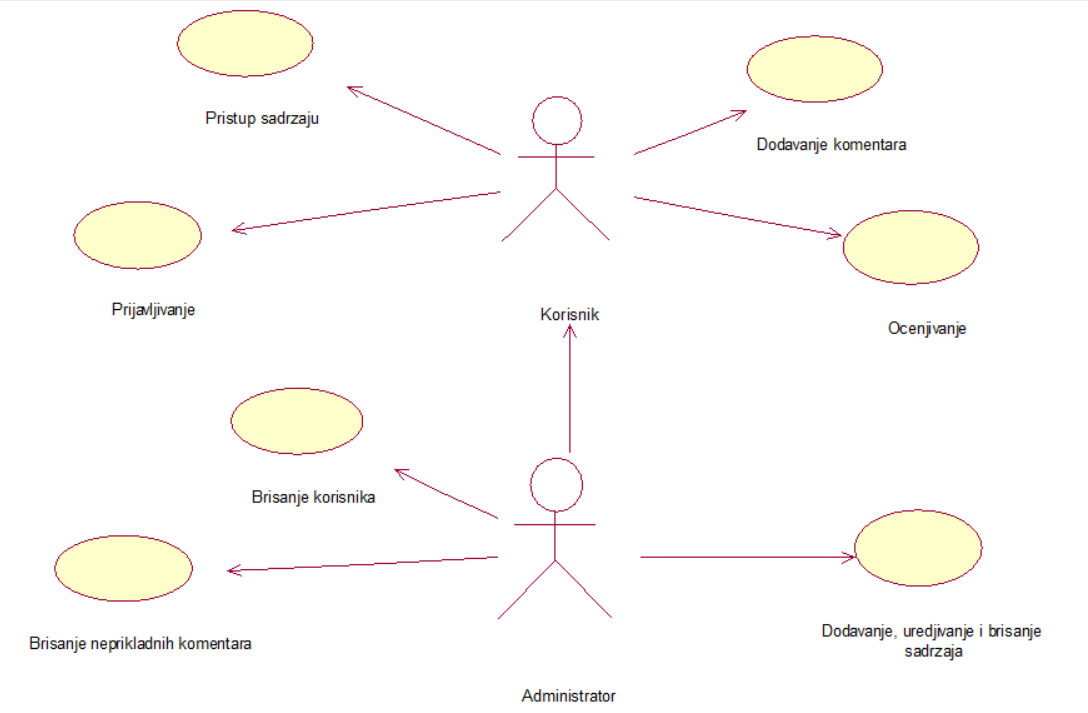 Pristup sadrzaju
Dodavanje komentara
Prijavljivanje
Korisnik
Ocenjivanje
Brisanje korisnika
Brisanje neprikladnih komentara
Dodavanje, uredjivanje i brisanje
sadrzaja
Administrator